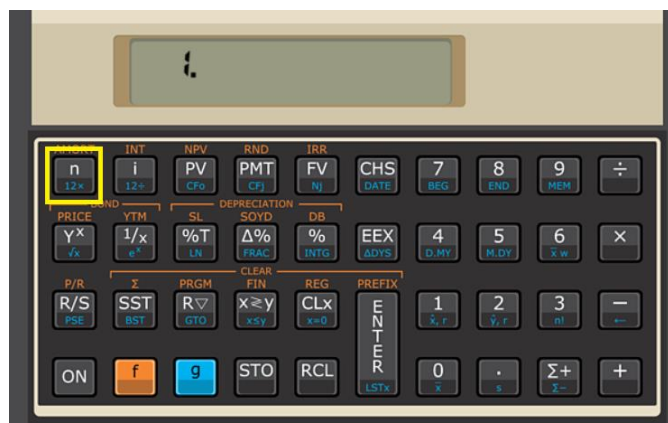 1.
AMORT INT NPV RND IRR
n i PV PMT FV CHS 7 8 9 ÷
12× 12÷ CFo CFj Nj DATE BEG END MEM
BOND DEPRECIATION
PRICE YTM SL SOYD DB
Y^x 1/x %T Δ% % EEX 4 5 6 ×
√x e^x LN FRAC INTG ΔDYS D.MY M.DY x̄ w
CLEAR
P/R Σ PRGM FIN REG PREFIX
R/S SST R▽ x≷y CLx ENTER 1 2 3 −
PSE BST GTO x≤y x=0 x̂, r ŷ, r n! ←
ON f g STO RCL 0 · Σ+ +
LSTx x̄ s Σ−